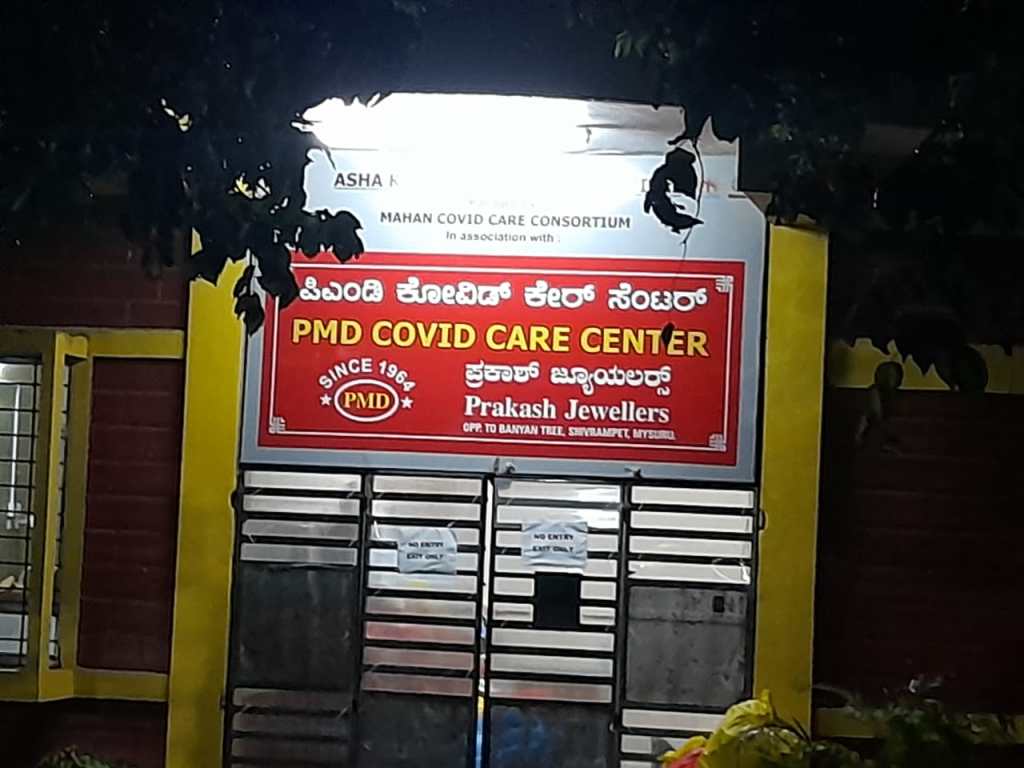 ASHA
MAHAN COVID CARE CONSORTIUM
In association with :
ಪಿಎಂಡಿ ಕೋವಿಡ್ ಕೇರ್ ಸೆಂಟರ್
PMD COVID CARE CENTER
SINCE 1964
PMD
ಪ್ರಕಾಶ್ ಜ್ಯೂಯಲರ್ಸ್
Prakash Jewellers
OPP. TO BANYAN TREE, SHIVRAMPET, MYSURU.
NO ENTRY
EXIT ONLY
NO ENTRY
EXIT ONLY